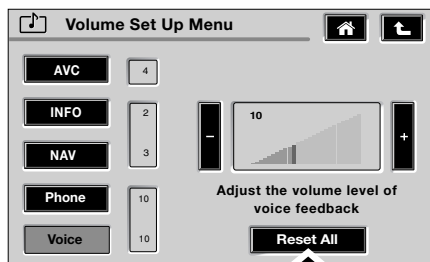 Volume Set Up Menu
AVC 4
INFO 2
NAV 3
Phone 10
Voice 10
10
- +
Adjust the volume level of
voice feedback
Reset All